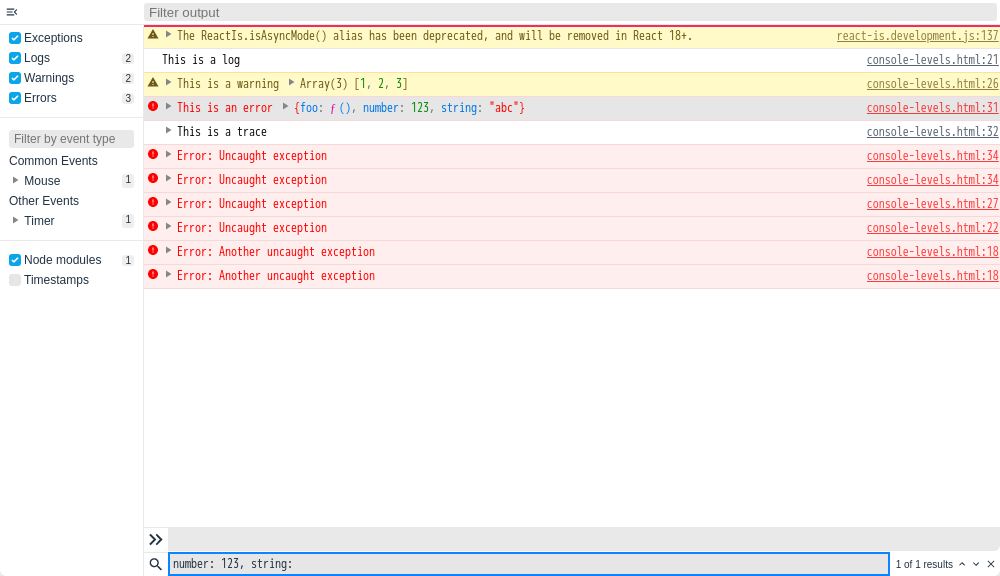 Filter output
Exceptions
Logs 2
Warnings 2
Errors 3
Filter by event type
Common Events
Mouse 1
Other Events
Timer 1
Node modules 1
Timestamps
The ReactIs.isAsyncMode() alias has been deprecated, and will be removed in React 18+. react-is.development.js:137
This is a log console-levels.html:21
This is a warning Array(3) [1, 2, 3] console-levels.html:26
This is an error {foo: ƒ (), number: 123, string: "abc"} console-levels.html:31
This is a trace console-levels.html:32
Error: Uncaught exception console-levels.html:34
Error: Uncaught exception console-levels.html:34
Error: Uncaught exception console-levels.html:27
Error: Uncaught exception console-levels.html:22
Error: Another uncaught exception console-levels.html:18
Error: Another uncaught exception console-levels.html:18
number: 123, string: 1 of 1 results